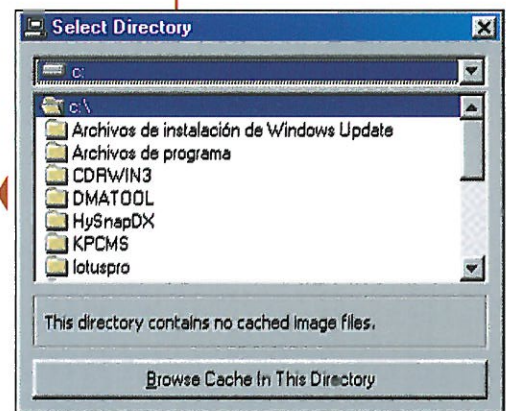 Select Directory
c:
c:\
Archivos de instalación de Windows Update
Archivos de programa
CDRWIN3
DMATOOL
HySnapDX
KPCMS
lotuspro
This directory contains no cached image files.
Browse Cache In This Directory